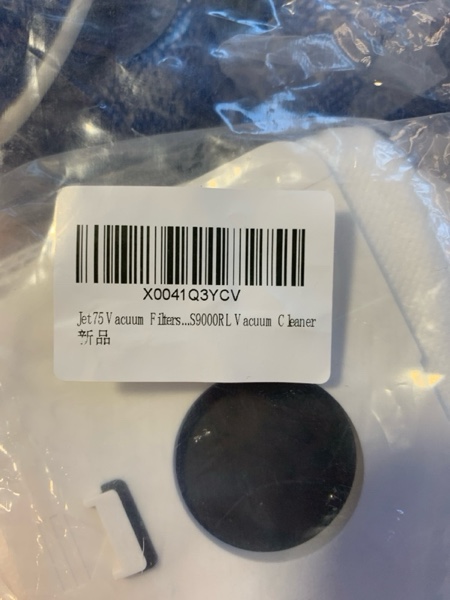 X0041Q3YCV
Jet75 Vacuum Filters...S9000RL Vacuum Cleaner
新品